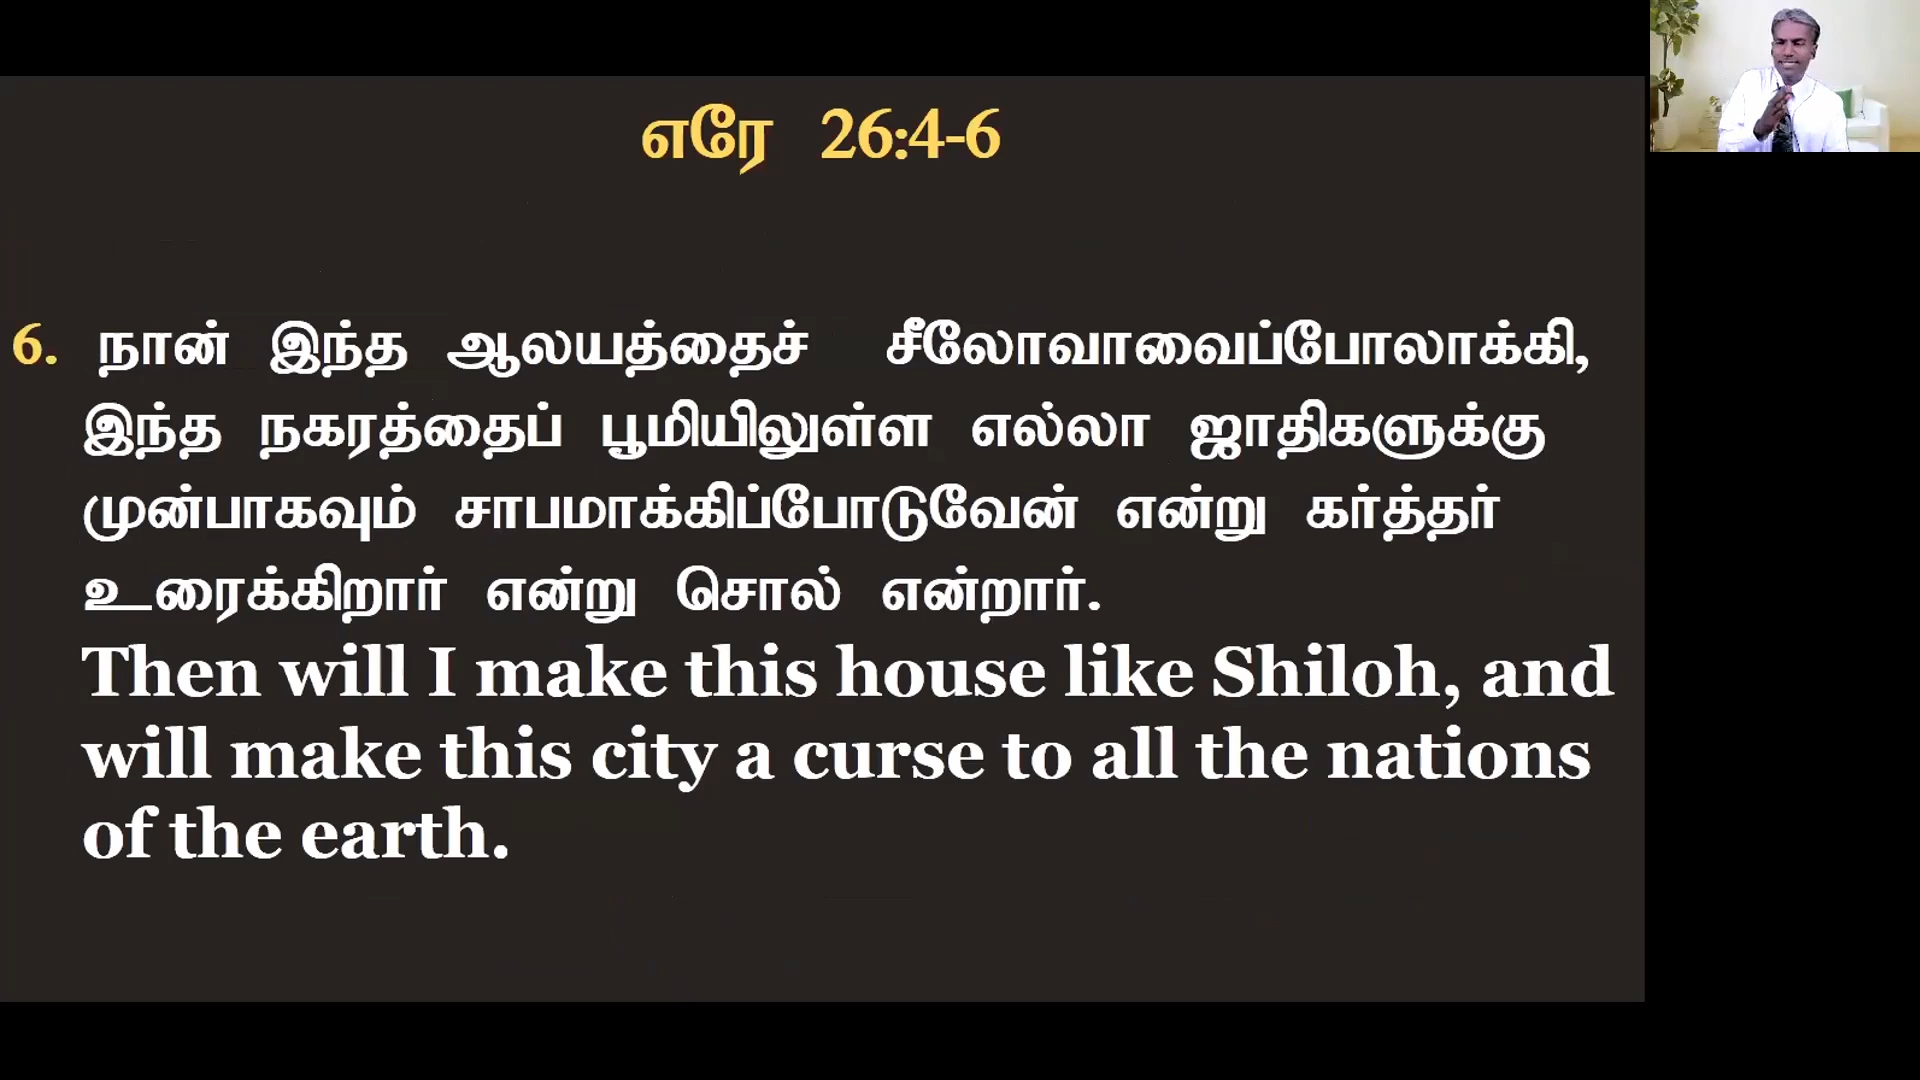 எரே 26:4-6
6. நான் இந்த ஆலயத்தைச் சீலோவாவைப்போலாக்கி,
இந்த நகரத்தைப் பூமியிலுள்ள எல்லா ஜாதிகளுக்கு
முன்பாகவும் சாபமாக்கிப்போடுவேன் என்று கர்த்தர்
உரைக்கிறார் என்று சொல் என்றார்.
Then will I make this house like Shiloh, and
will make this city a curse to all the nations
of the earth.